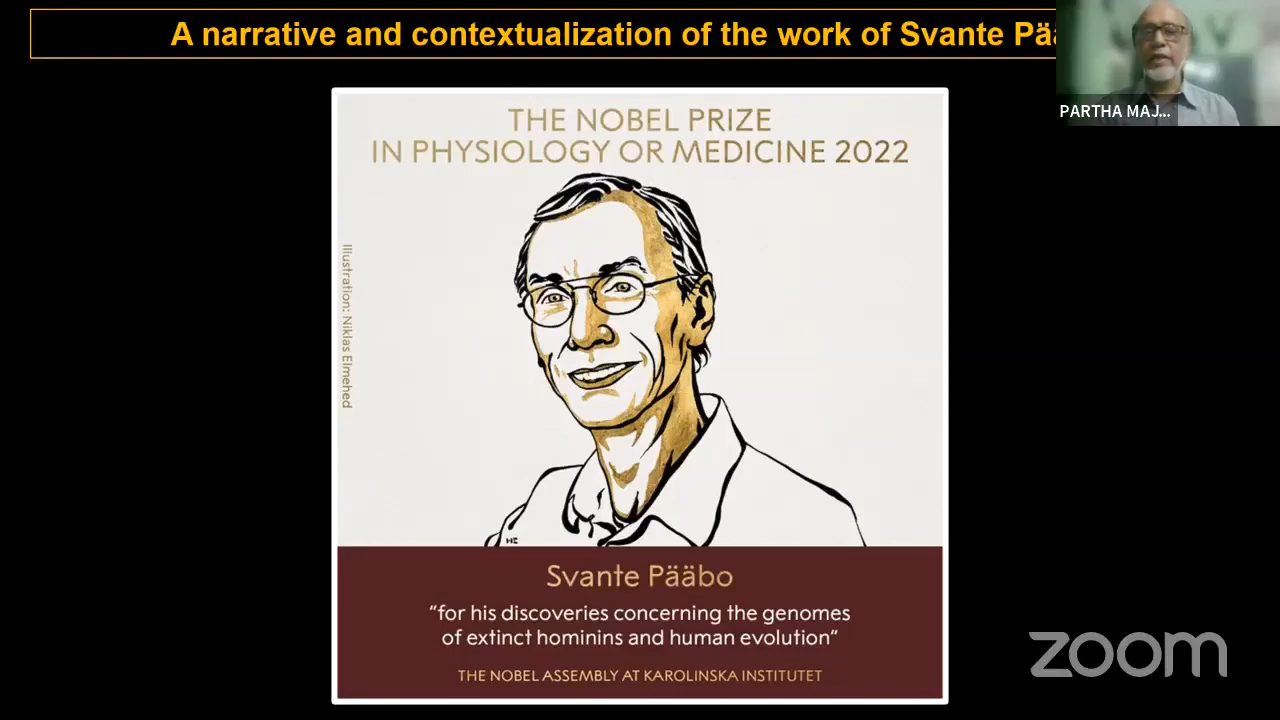 A narrative and contextualization of the work of Svante Pää
PARTHA MAJ...
THE NOBEL PRIZE
IN PHYSIOLOGY OR MEDICINE 2022
Illustration: Niklas Elmehed
Svante Pääbo
“for his discoveries concerning the genomes
of extinct hominins and human evolution”
THE NOBEL ASSEMBLY AT KAROLINSKA INSTITUTET
zoom